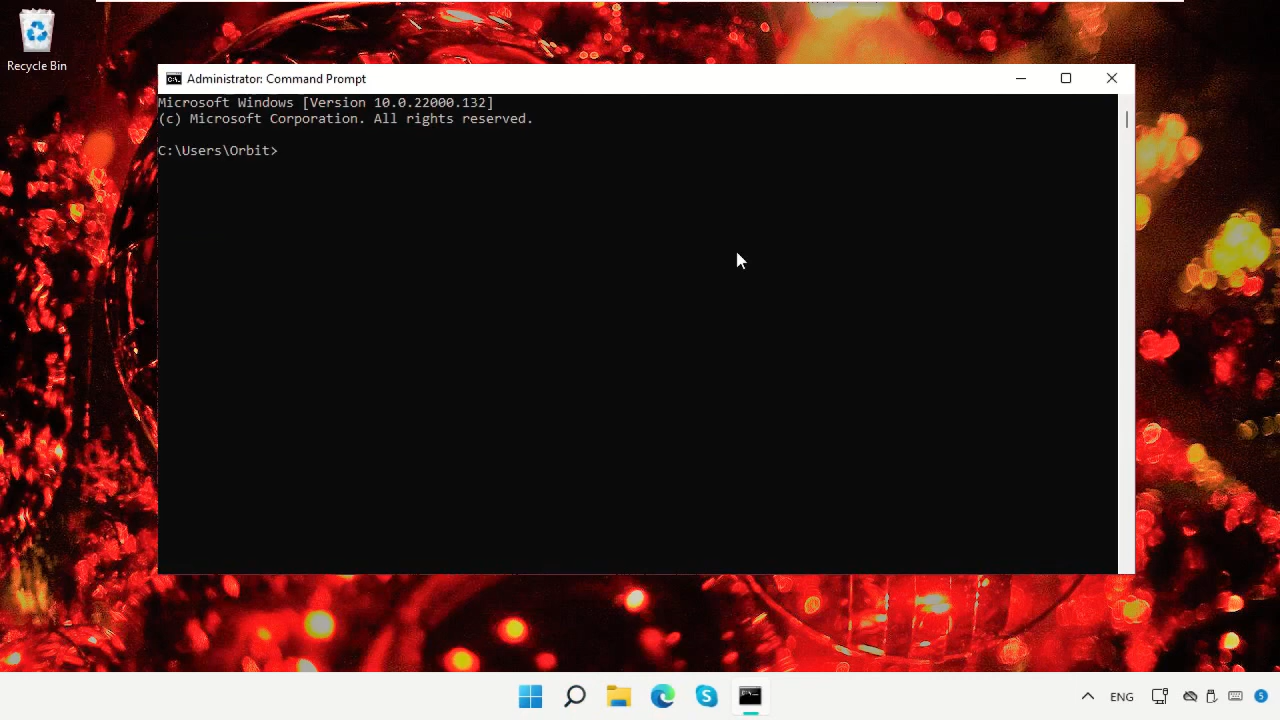 Recycle Bin
Administrator: Command Prompt
Microsoft Windows [Version 10.0.22000.132]
(c) Microsoft Corporation. All rights reserved.
C:\Users\Orbit>
ENG
5